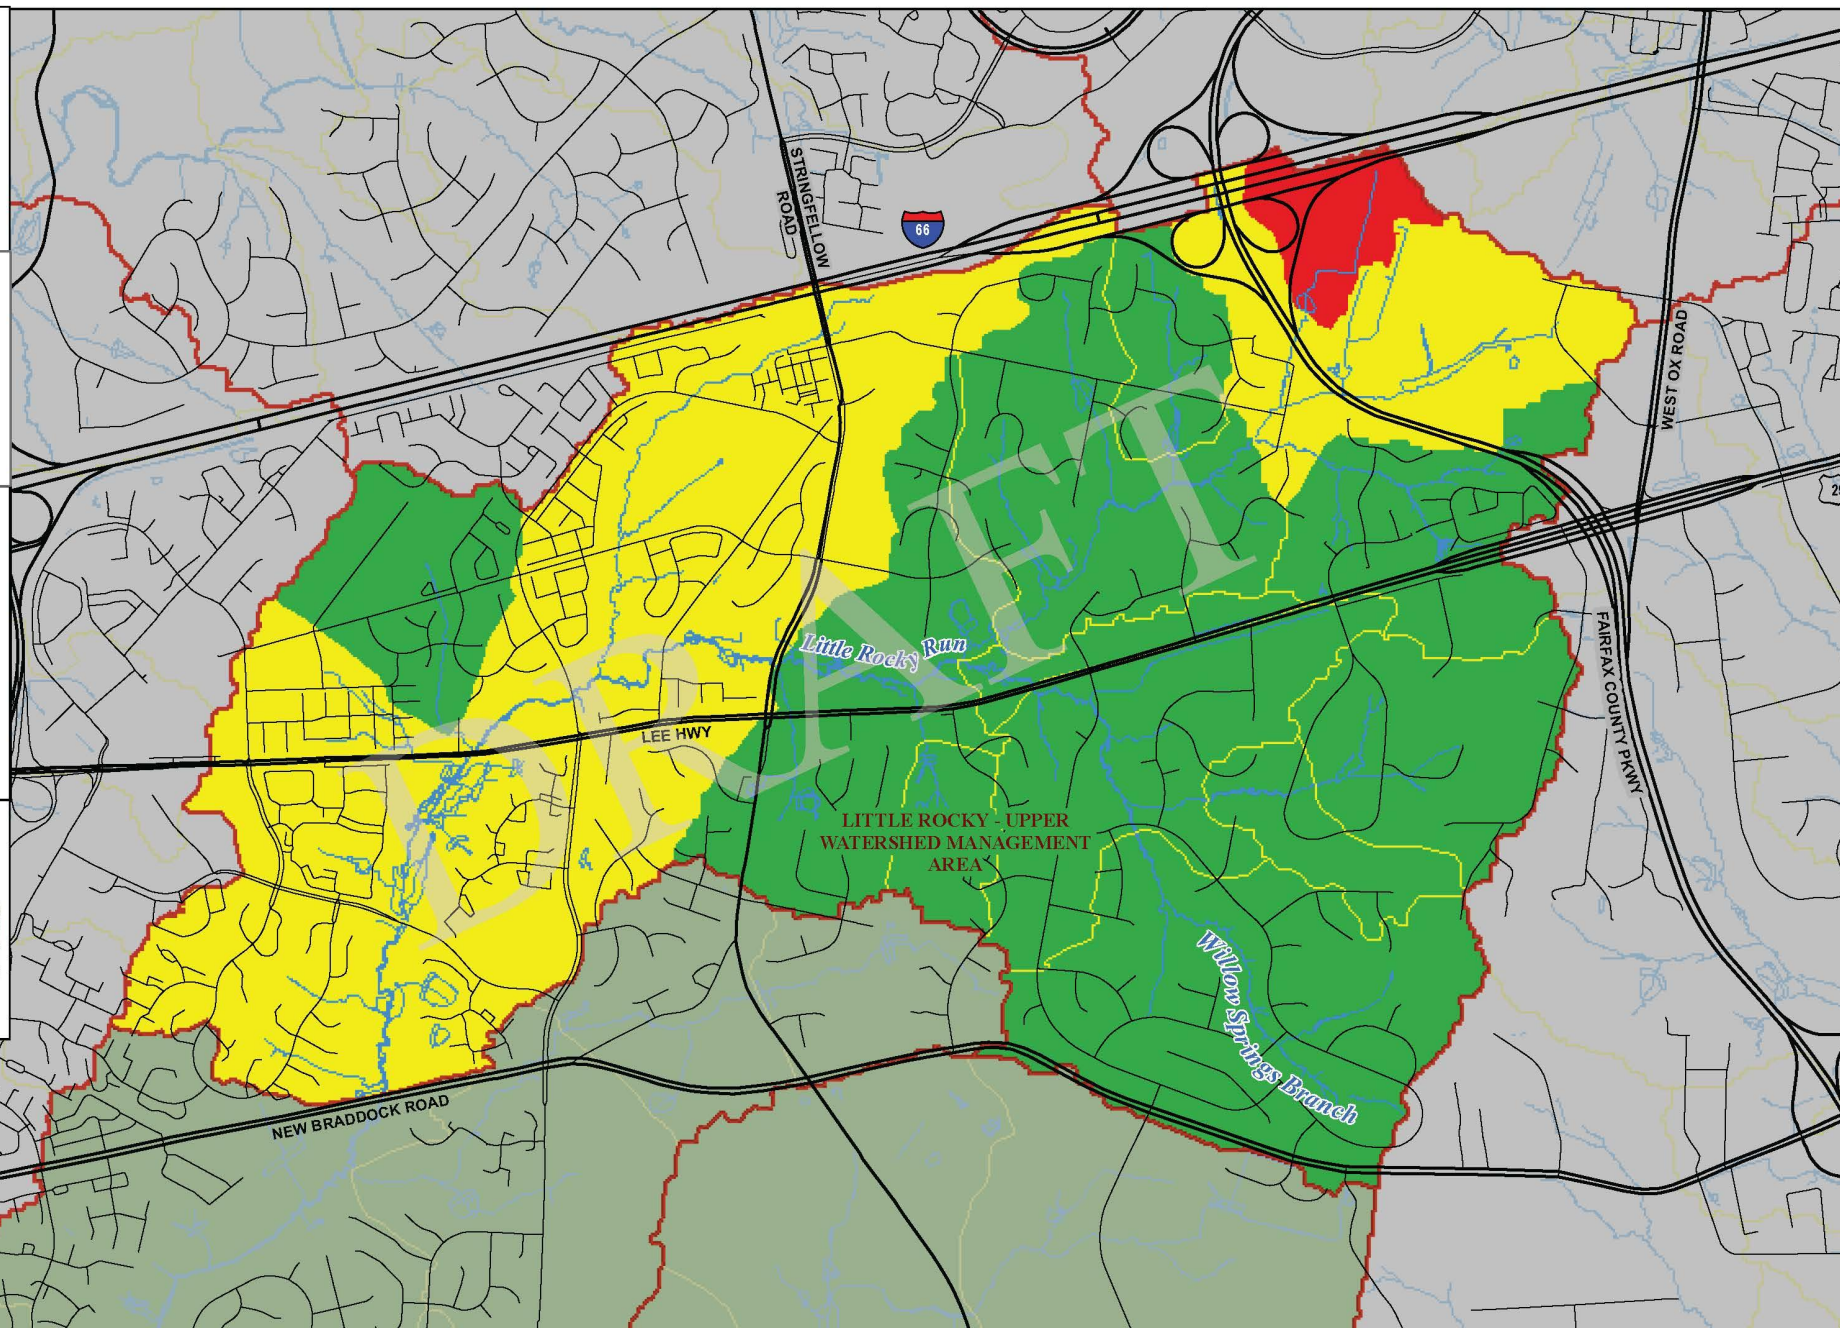 STRINGFELLOW
ROAD
66
WEST OX ROAD
DRAFT
Little Rocky Run
LEE HWY
FAIRFAX COUNTY PKWY
LITTLE ROCKY - UPPER
WATERSHED MANAGEMENT
AREA
Willow Springs Branch
NEW BRADDOCK ROAD